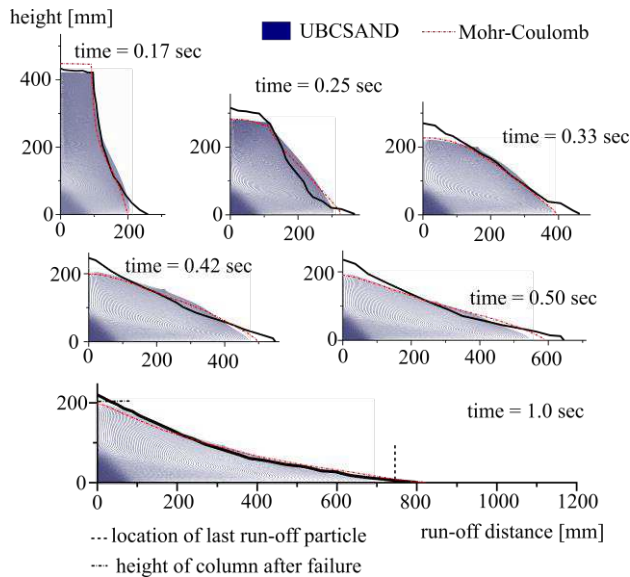 height [mm]
UBCSAND
Mohr-Coulomb
time = 0.17 sec
400
200
0
0
200
time = 0.25 sec
200
0
0
200
time = 0.33 sec
200
0
0
200
400
time = 0.42 sec
200
0
0
200
400
time = 0.50 sec
200
0
0
200
400
600
time = 1.0 sec
200
0
0
200
400
600
800
1000
1200
location of last run-off particle
run-off distance [mm]
height of column after failure